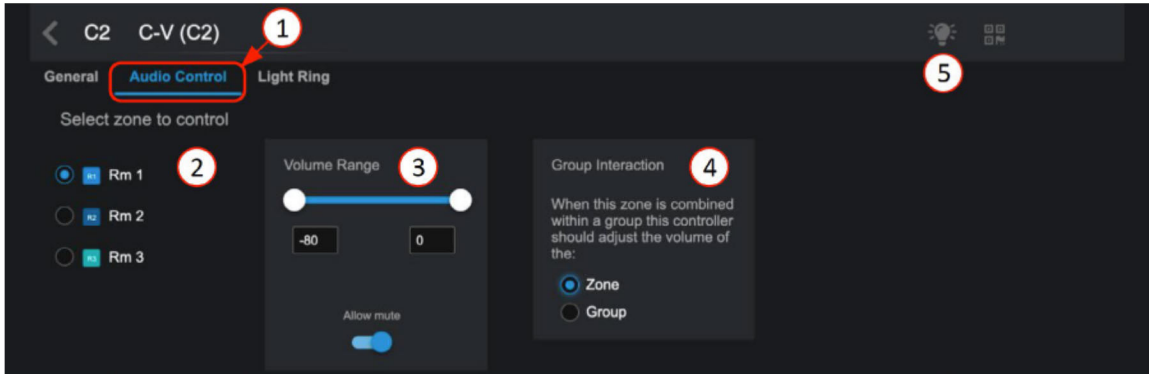 C2 C-V (C2)
1
5
General Audio Control Light Ring
Select zone to control
2
R1 Rm 1
R2 Rm 2
R3 Rm 3
Volume Range
3
-80 0
Allow mute
Group Interaction
4
When this zone is combined
within a group this controller
should adjust the volume of
the:
Zone
Group